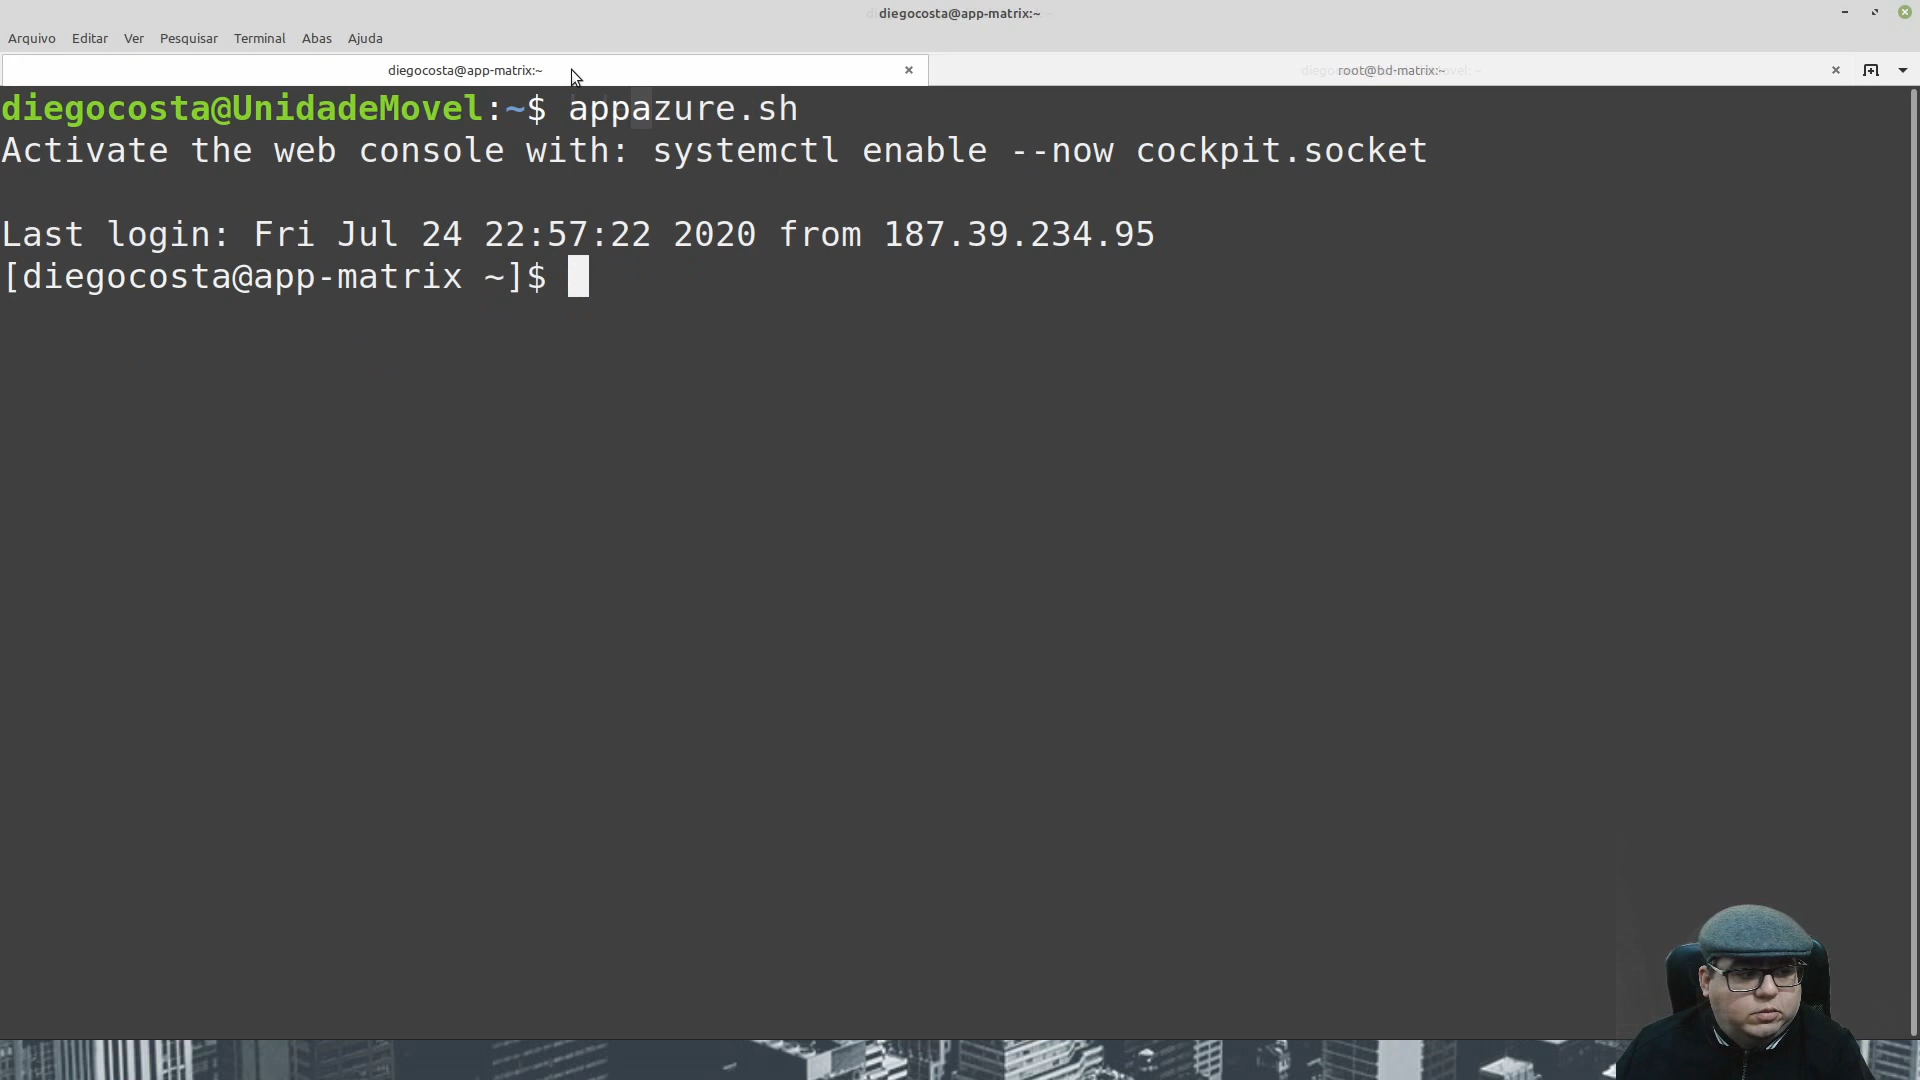 diegocosta@app-matrix:~
Arquivo Editar Ver Pesquisar Terminal Abas Ajuda
diegocosta@app-matrix:~ root@bd-matrix:~
diegocosta@UnidadeMovel:~$ appazure.sh
Activate the web console with: systemctl enable --now cockpit.socket
Last login: Fri Jul 24 22:57:22 2020 from 187.39.234.95
[diegocosta@app-matrix ~]$